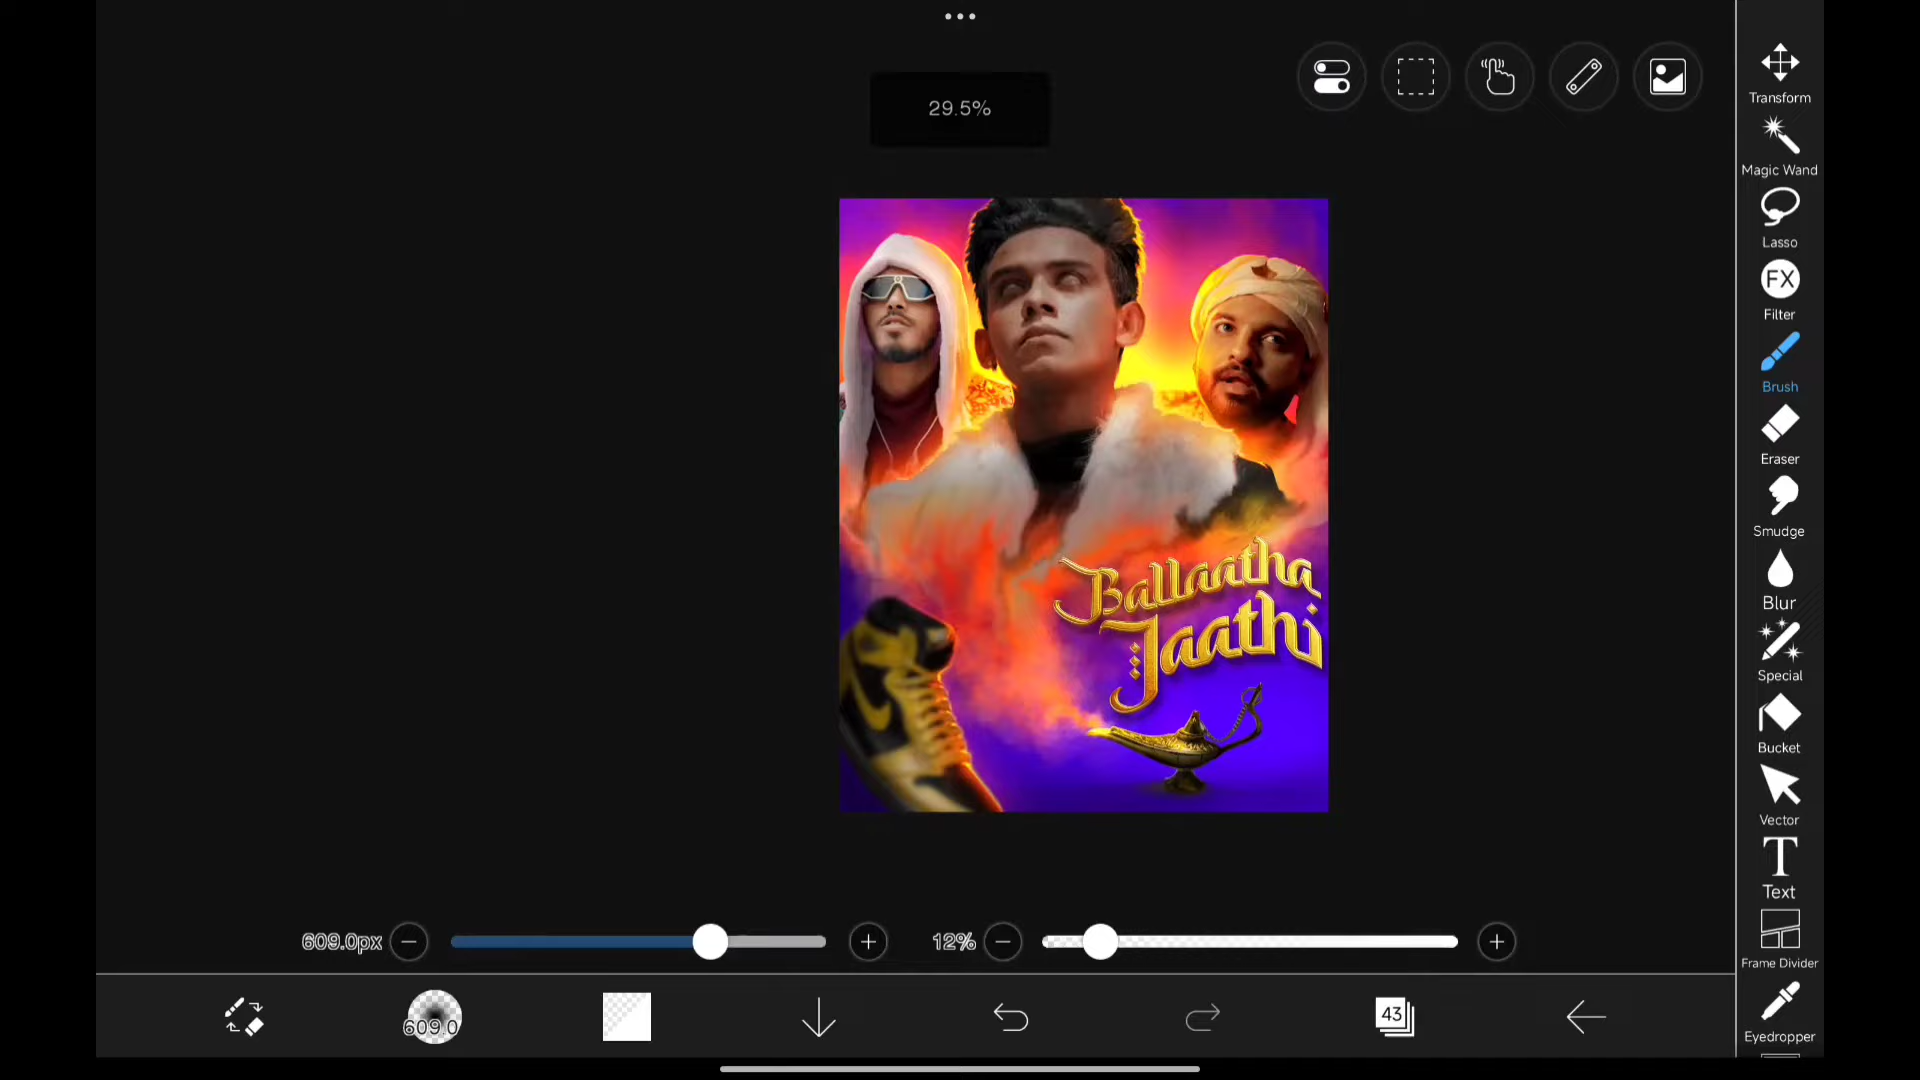 29.5%
Transform
Magic Wand
Lasso
FX
Filter
Brush
Eraser
Smudge
Blur
Special
Bucket
Vector
T
Text
Frame Divider
Eyedropper
Ballaatha
Jaathi
609.0px
12%
609.0
43